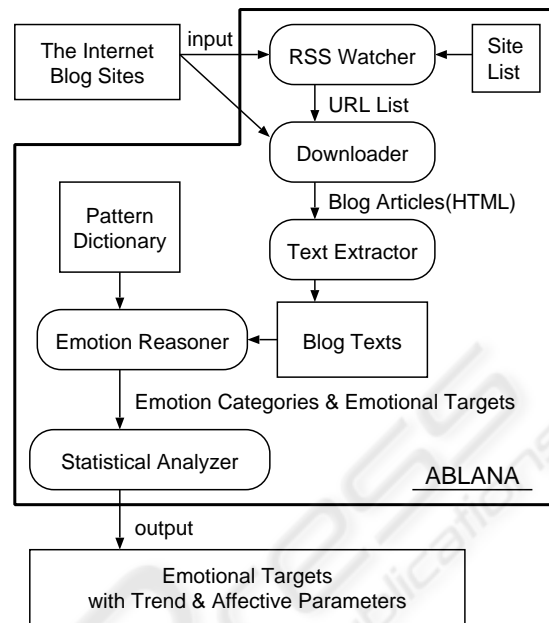 The Internet
Blog Sites
input
RSS Watcher
Site
List
URL List
Downloader
Blog Articles(HTML)
Pattern
Dictionary
Text Extractor
Emotion Reasoner
Blog Texts
Emotion Categories & Emotional Targets
Statistical Analyzer
ABLANA
output
Emotional Targets
with Trend & Affective Parameters